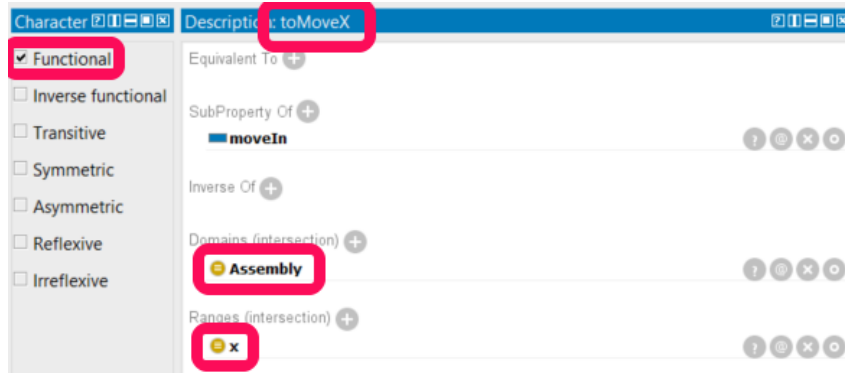 Character
Description: toMoveX
Functional
Inverse functional
Transitive
Symmetric
Asymmetric
Reflexive
Irreflexive
Equivalent To
SubProperty Of
moveIn
Inverse Of
Domains (intersection)
Assembly
Ranges (intersection)
x